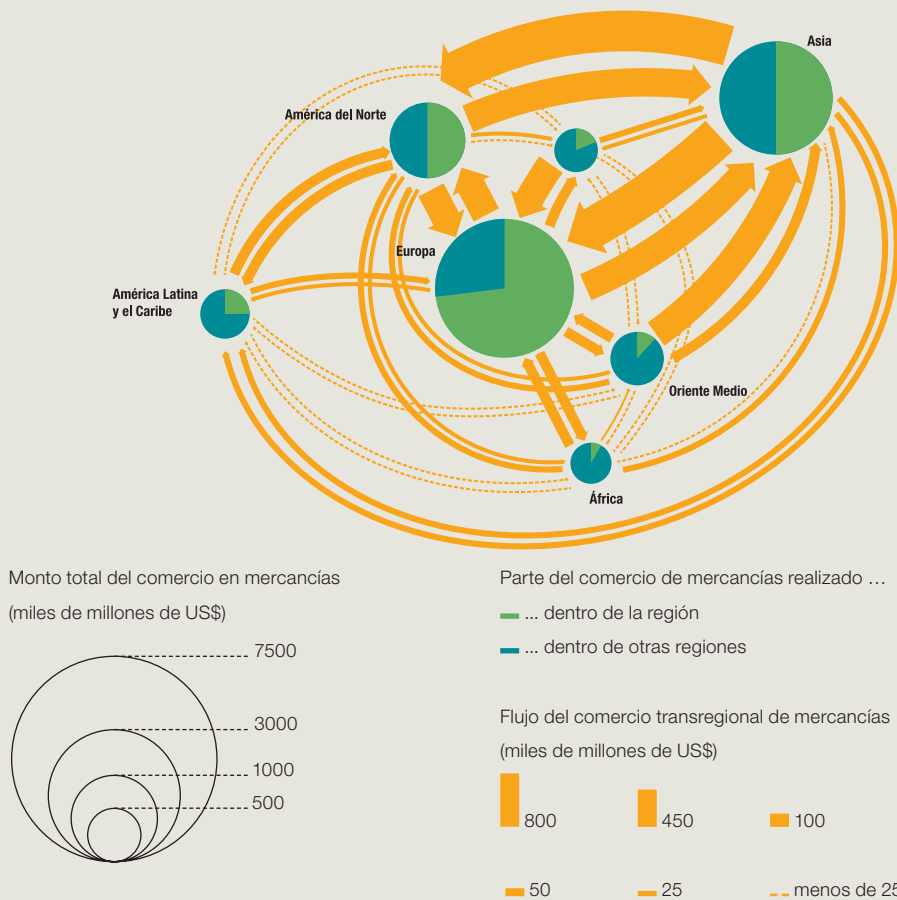 Asia
América del Norte
Europa
América Latina
y el Caribe
Oriente Medio
África
Monto total del comercio en mercancías
(miles de millones de US$)
7500
3000
1000
500
Parte del comercio de mercancías realizado ...
... dentro de la región
... dentro de otras regiones
Flujo del comercio transregional de mercancías
(miles de millones de US$)
800
450
100
50
25
menos de 25